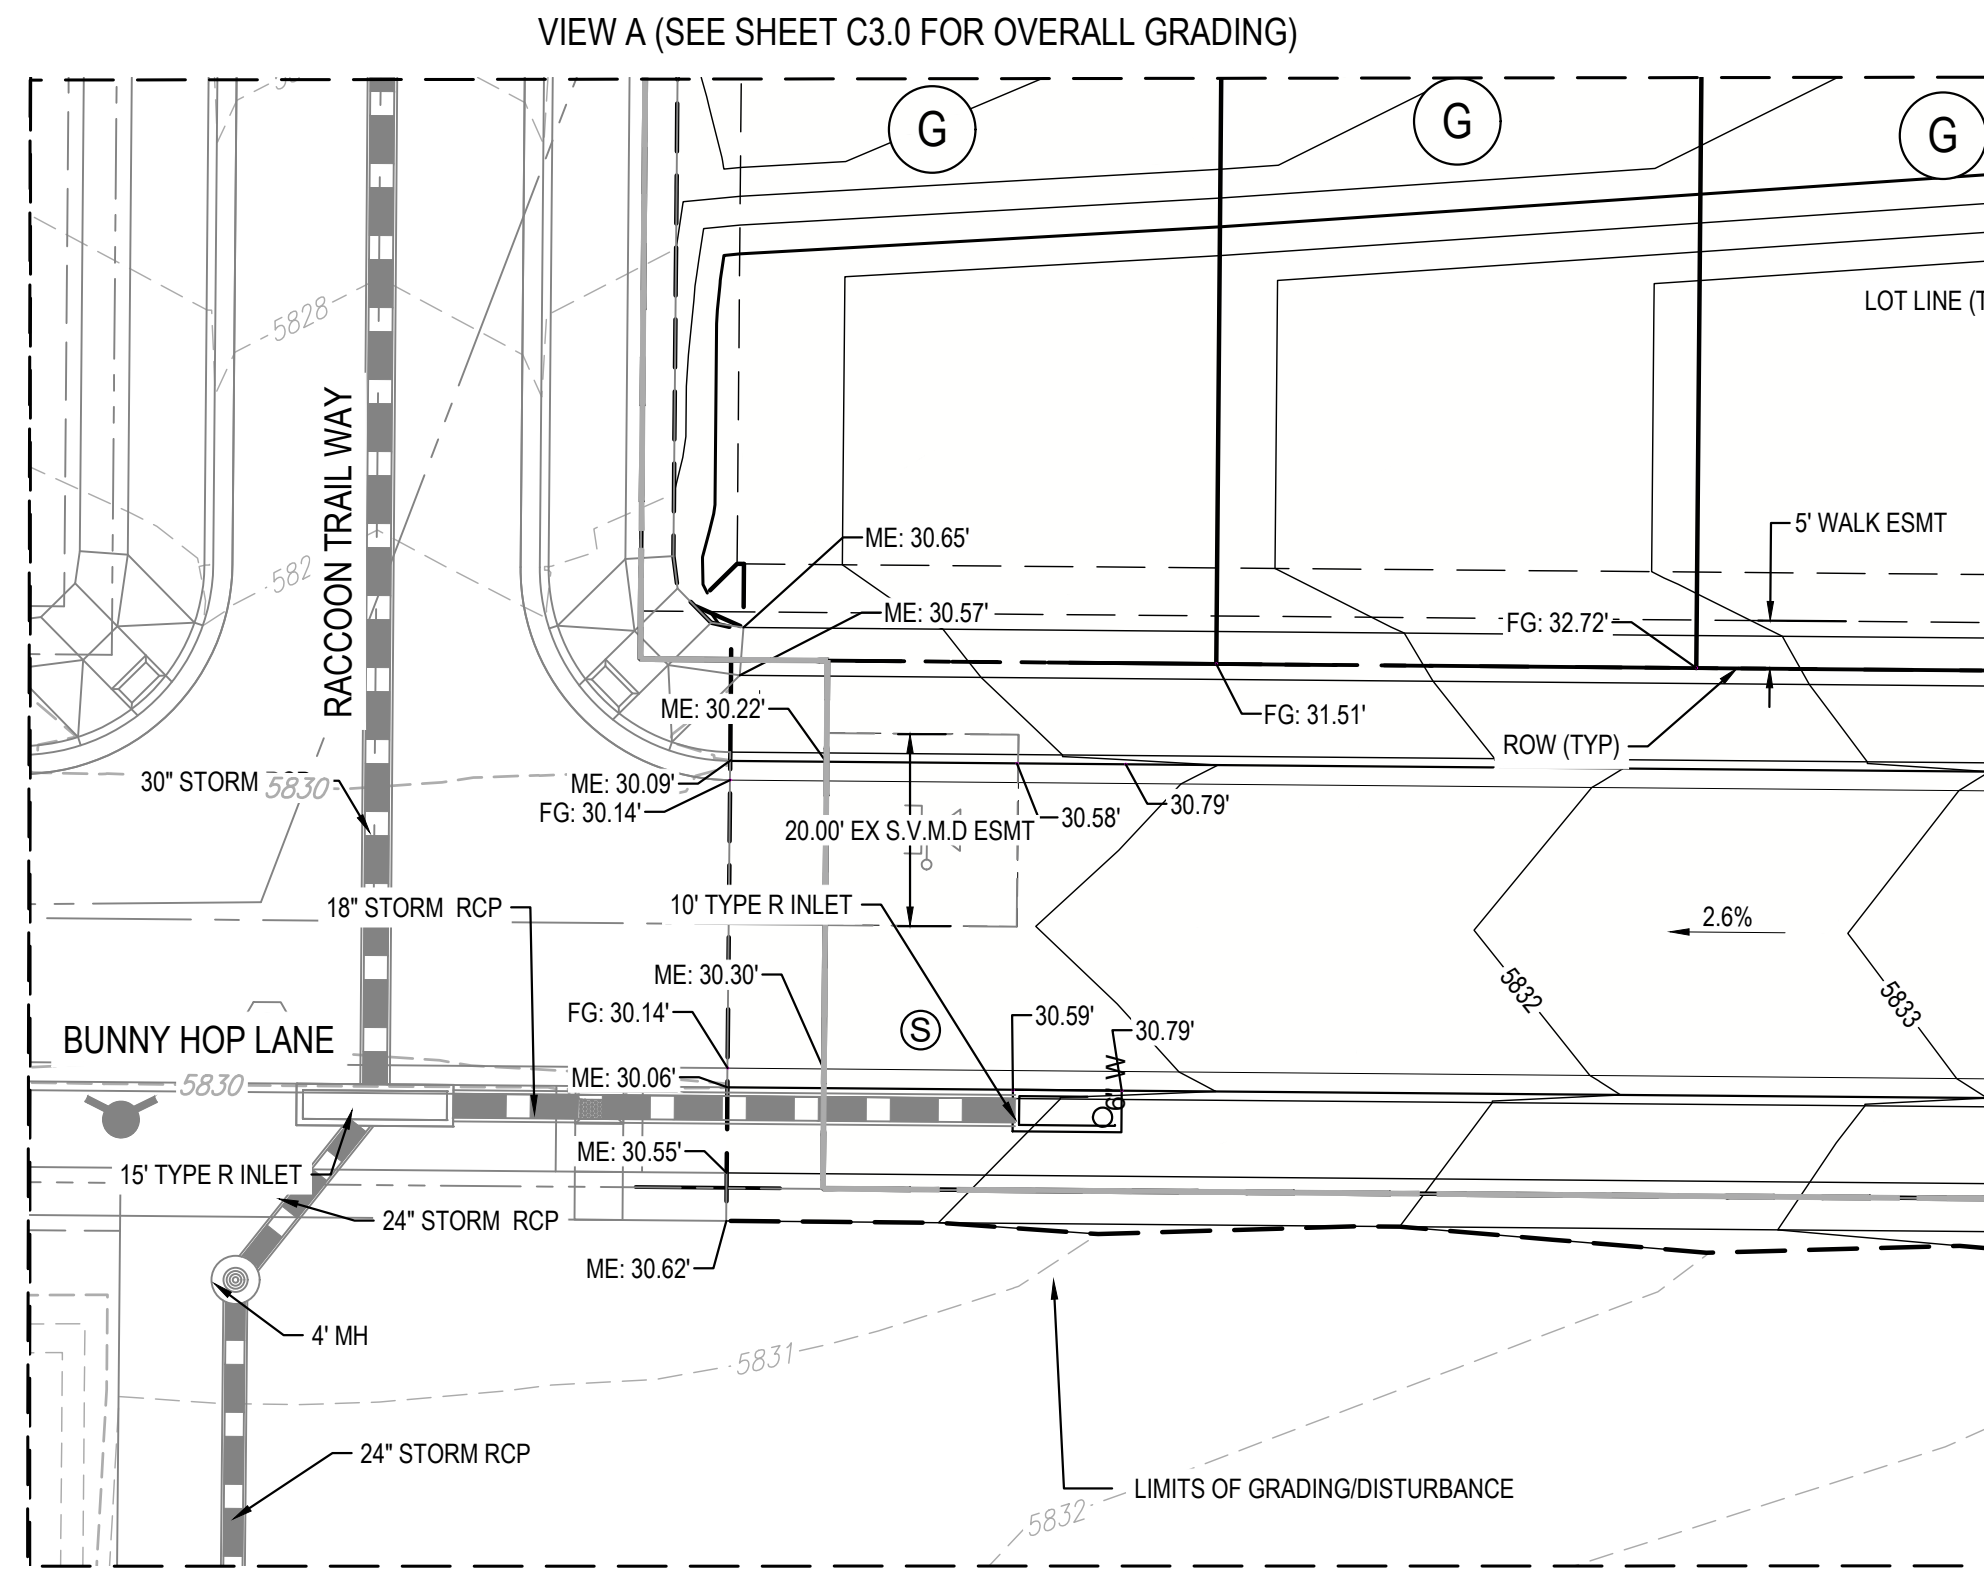 VIEW A (SEE SHEET C3.0 FOR OVERALL GRADING)
G
G
G
5828
LOT LINE (T
RACCOON TRAIL WAY
5' WALK ESMT
ME: 30.65'
582
ME: 30.57'
FG: 32.72'
ME: 30.22'
FG: 31.51'
ROW (TYP)
30" STORM
5830
ME: 30.09'
FG: 30.14'
30.79'
30.58'
20.00' EX S.V.M.D ESMT
18" STORM RCP
10' TYPE R INLET
2.6%
ME: 30.30'
5832
5833
FG: 30.14'
S
30.59'
30.79'
BUNNY HOP LANE
5830
ME: 30.06'
6' W
ME: 30.55'
15' TYPE R INLET
24" STORM RCP
ME: 30.62'
4' MH
5831
24" STORM RCP
LIMITS OF GRADING/DISTURBANCE
5832